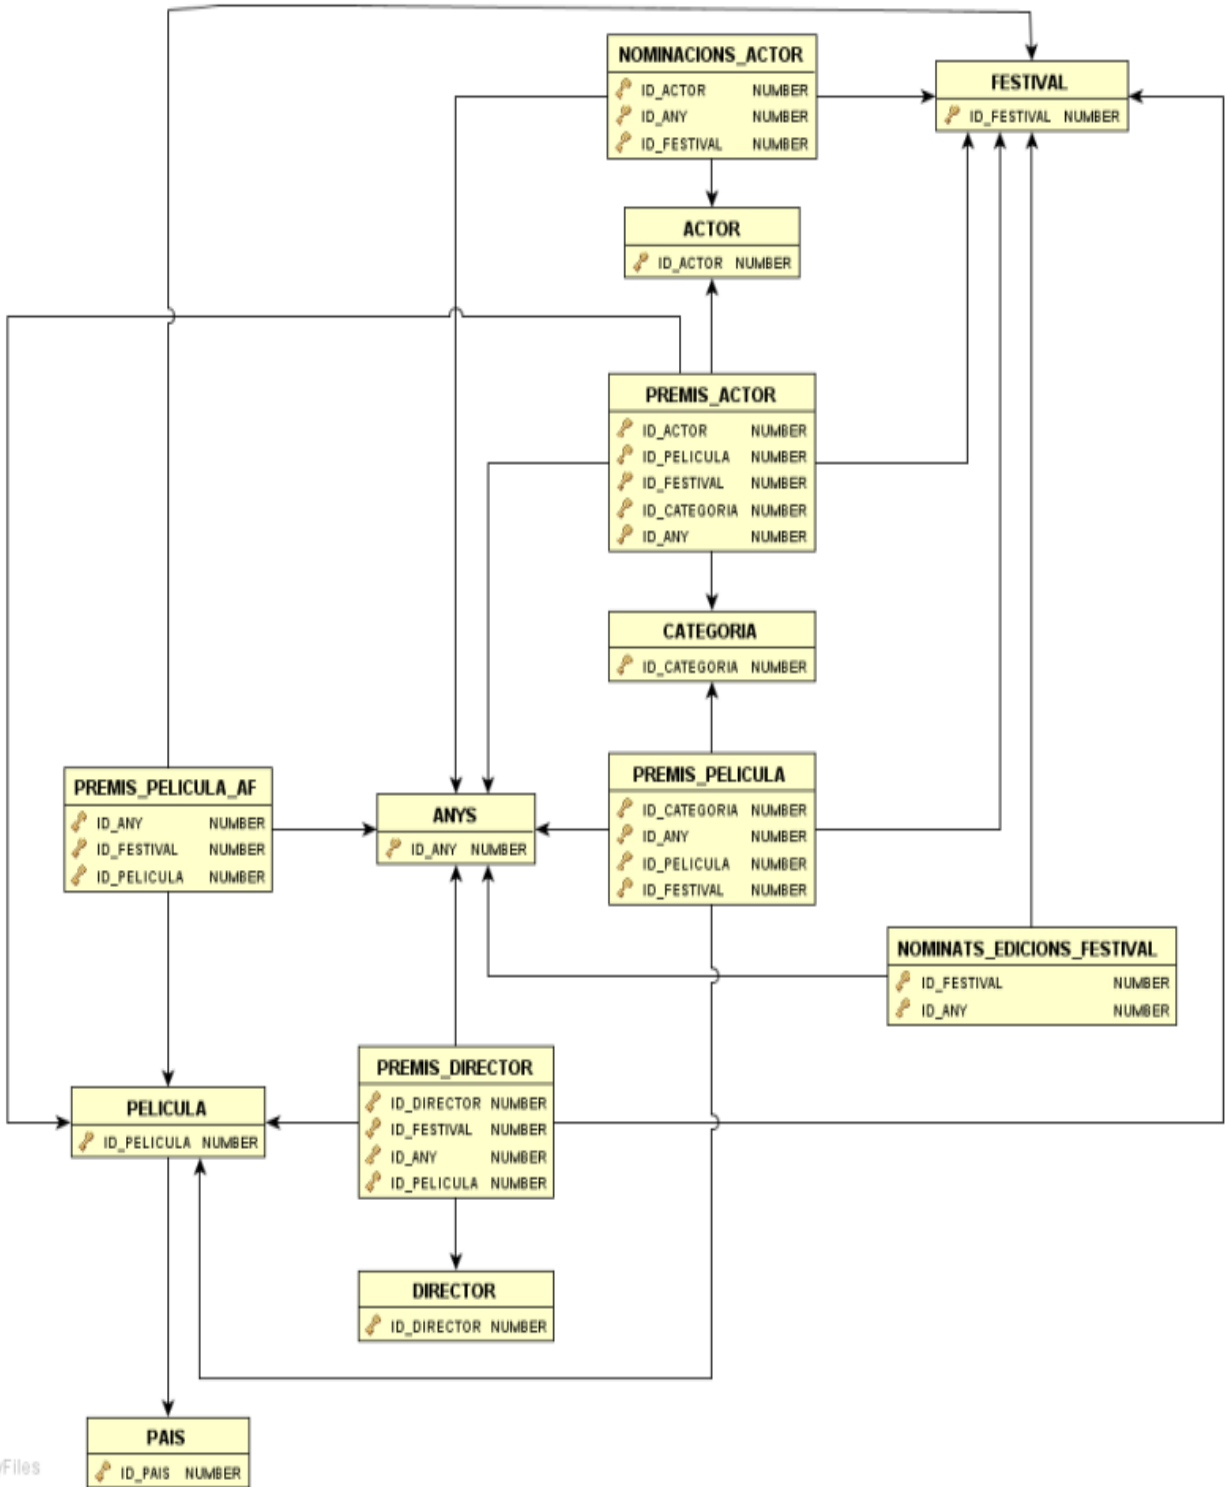 NOMINACIONS_ACTOR
ID_ACTOR NUMBER
ID_ANY NUMBER
ID_FESTIVAL NUMBER
FESTIVAL
ID_FESTIVAL NUMBER
ACTOR
ID_ACTOR NUMBER
PREMIS_ACTOR
ID_ACTOR NUMBER
ID_PELICULA NUMBER
ID_FESTIVAL NUMBER
ID_CATEGORIA NUMBER
ID_ANY NUMBER
CATEGORIA
ID_CATEGORIA NUMBER
PREMIS_PELICULA_AF
ID_ANY NUMBER
ID_FESTIVAL NUMBER
ID_PELICULA NUMBER
ANYS
ID_ANY NUMBER
PREMIS_PELICULA
ID_CATEGORIA NUMBER
ID_ANY NUMBER
ID_PELICULA NUMBER
ID_FESTIVAL NUMBER
NOMINATS_EDICIONS_FESTIVAL
ID_FESTIVAL NUMBER
ID_ANY NUMBER
PELICULA
ID_PELICULA NUMBER
PREMIS_DIRECTOR
ID_DIRECTOR NUMBER
ID_FESTIVAL NUMBER
ID_ANY NUMBER
ID_PELICULA NUMBER
DIRECTOR
ID_DIRECTOR NUMBER
PAIS
ID_PAIS NUMBER